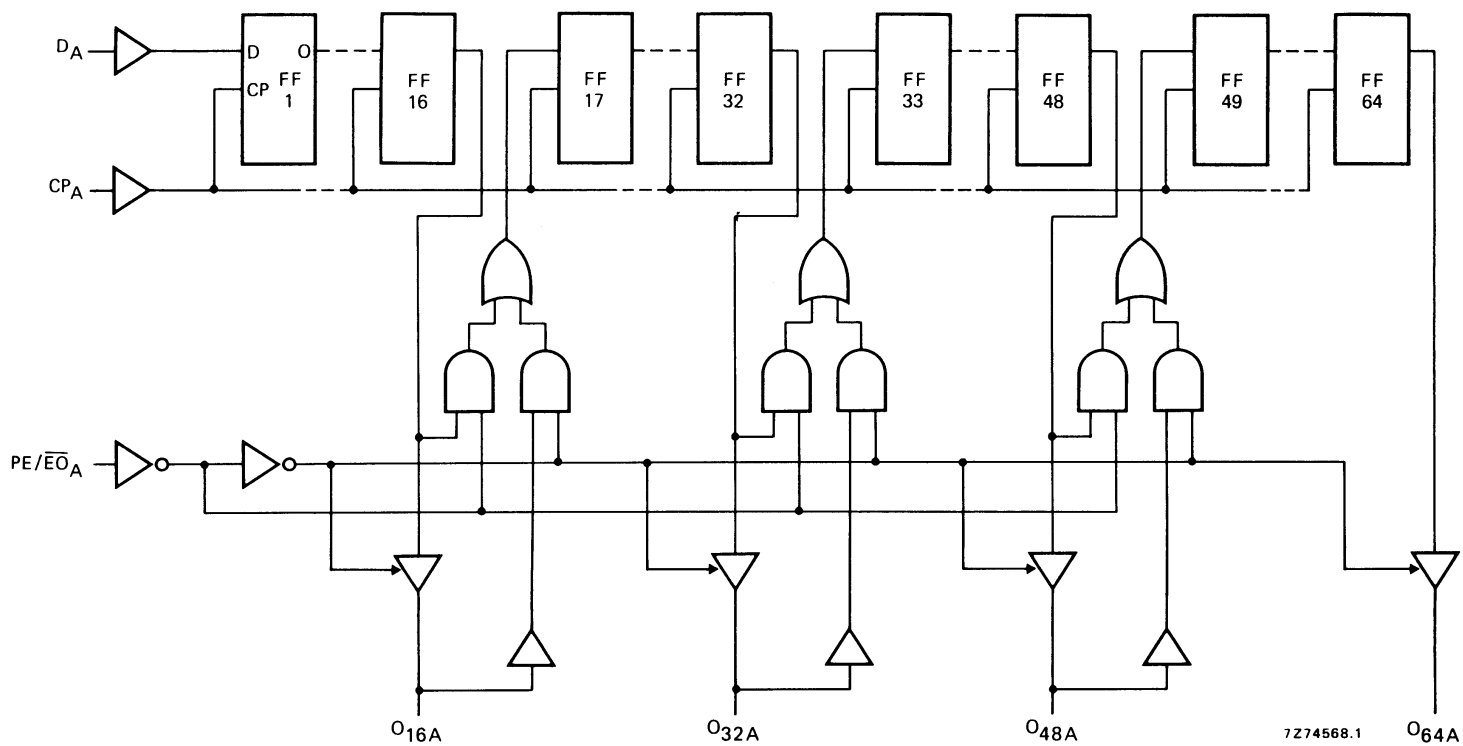 D_A
D O
CP
FF
1
FF
16
FF
17
FF
32
FF
33
FF
48
FF
49
FF
64
CP_A
PE/E̅O̅_A
O_16A
O_32A
O_48A
7Z74568.1
O_64A